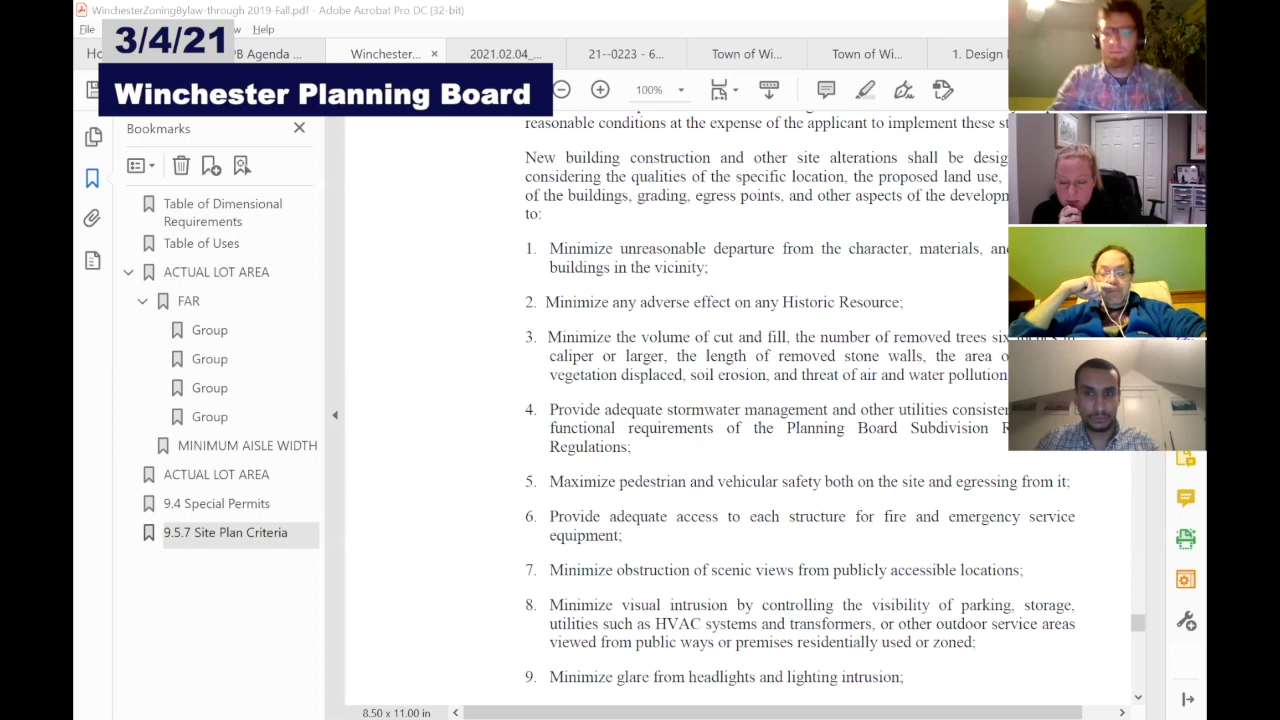 WinchesterZoningBylaw-through 2019-Fall.pdf - Adobe Acrobat Pro DC (32-bit)
File
Help
3/4/21
Winchester Planning Board
PB Agenda ...
Winchester... ×
2021.02.04_...
21--0223 - 6...
Town of Wi...
Town of Wi...
1. Design
100%
Bookmarks
Table of Dimensional
Requirements
Table of Uses
ACTUAL LOT AREA
FAR
Group
Group
Group
Group
MINIMUM AISLE WIDTH
ACTUAL LOT AREA
9.4 Special Permits
9.5.7 Site Plan Criteria
reasonable conditions at the expense of the applicant to implement these
New building construction and other site alterations shall be
considering the qualities of the specific location, the proposed land use,
of the buildings, grading, egress points, and other aspects of the
to:
1. Minimize unreasonable departure from the character, materials,
buildings in the vicinity;
2. Minimize any adverse effect on any Historic Resource;
3. Minimize the volume of cut and fill, the number of removed trees
caliper or larger, the length of removed stone walls, the area
vegetation displaced, soil erosion, and threat of air and water pollution
4. Provide adequate stormwater management and other utilities
functional requirements of the Planning Board Subdivision
Regulations;
5. Maximize pedestrian and vehicular safety both on the site and egressing from it;
6. Provide adequate access to each structure for fire and emergency service
equipment;
7. Minimize obstruction of scenic views from publicly accessible locations;
8. Minimize visual intrusion by controlling the visibility of parking, storage,
utilities such as HVAC systems and transformers, or other outdoor service areas
viewed from public ways or premises residentially used or zoned;
9. Minimize glare from headlights and lighting intrusion;
8.50 x 11.00 in